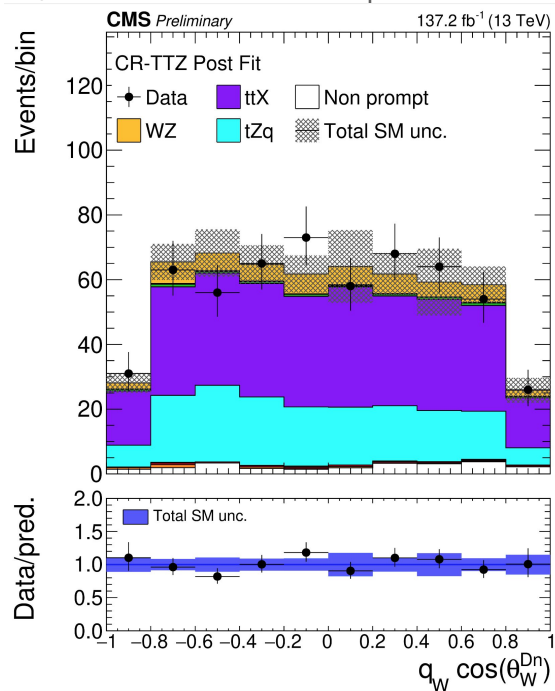 CMS Preliminary 137.2 fb⁻¹ (13 TeV)
Events/bin
CR-TTZ Post Fit
Data ttX Non prompt
WZ tZq Total SM unc.
120
100
80
60
40
20
0
Data/pred.
Total SM unc.
2.0
1.5
1.0
0.5
0.0
-1 -0.8 -0.6 -0.4 -0.2 0 0.2 0.4 0.6 0.8 1
q_W cos(θ_W^Dn)